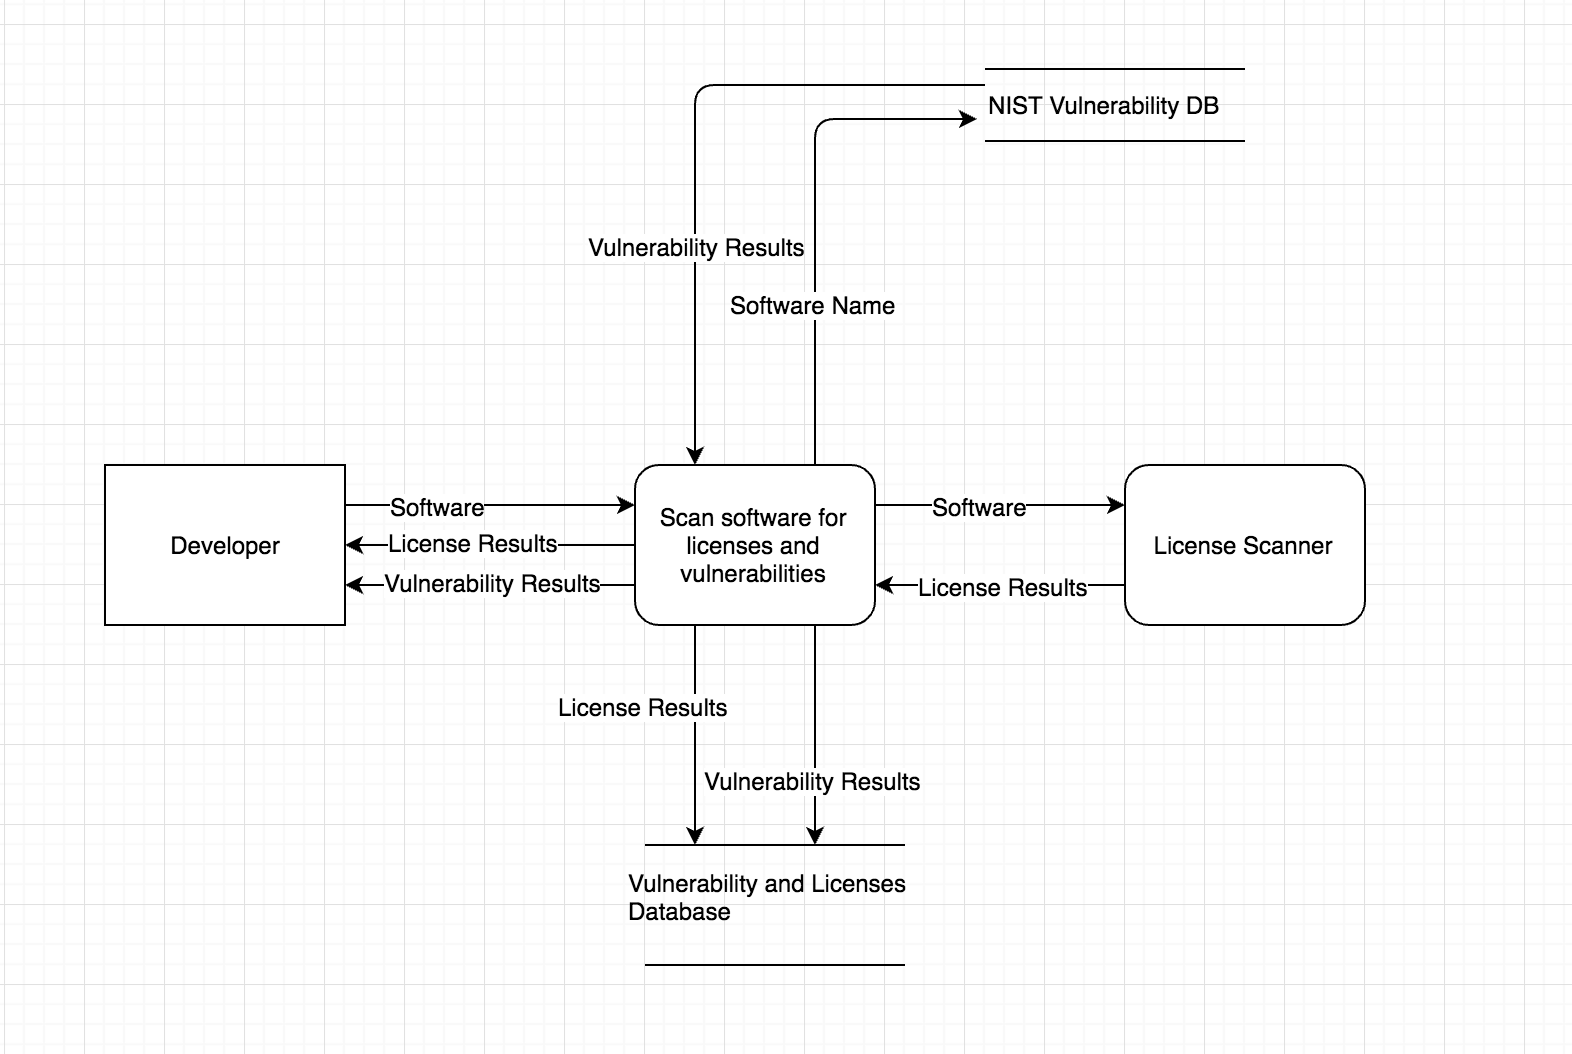 NIST Vulnerability DB
Vulnerability Results
Software Name
Developer
Software
License Results
Vulnerability Results
Scan software for
licenses and
vulnerabilities
Software
License Results
License Scanner
License Results
Vulnerability Results
Vulnerability and Licenses
Database